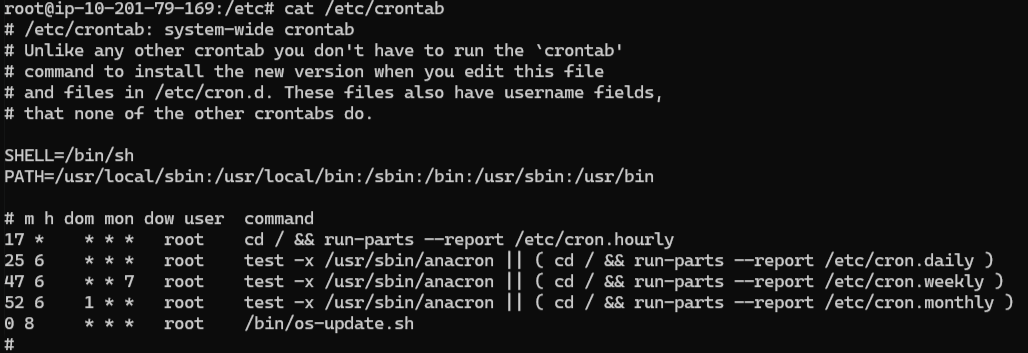 root@ip-10-201-79-169:/etc# cat /etc/crontab
# /etc/crontab: system-wide crontab
# Unlike any other crontab you don't have to run the `crontab'
# command to install the new version when you edit this file
# and files in /etc/cron.d. These files also have username fields,
# that none of the other crontabs do.

SHELL=/bin/sh
PATH=/usr/local/sbin:/usr/local/bin:/sbin:/bin:/usr/sbin:/usr/bin

# m h dom mon dow user  command
17 *    * * *   root    cd / && run-parts --report /etc/cron.hourly
25 6    * * *   root    test -x /usr/sbin/anacron || ( cd / && run-parts --report /etc/cron.daily )
47 6    * * 7   root    test -x /usr/sbin/anacron || ( cd / && run-parts --report /etc/cron.weekly )
52 6    1 * *   root    test -x /usr/sbin/anacron || ( cd / && run-parts --report /etc/cron.monthly )
0 8     * * *   root    /bin/os-update.sh
#